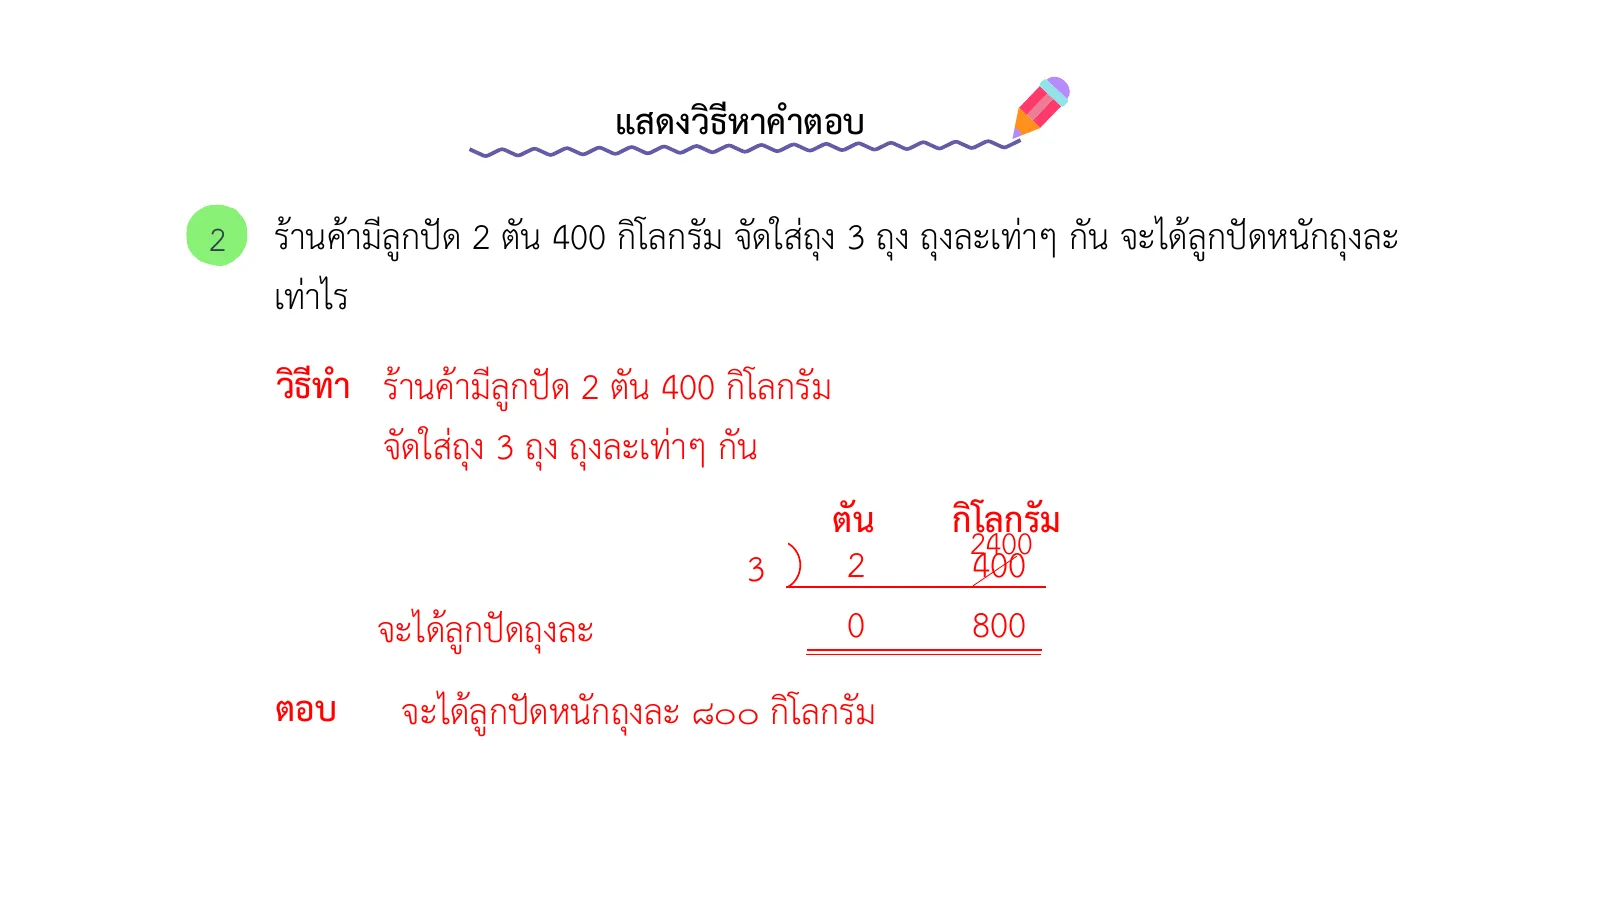 แสดงวิธีหาคำตอบ
2 ร้านค้ามีลูกปัด 2 ตัน 400 กิโลกรัม จัดใส่ถุง 3 ถุง ถุงละเท่าๆ กัน จะได้ลูกปัดหนักถุงละ
เท่าไร
วิธีทำ ร้านค้ามีลูกปัด 2 ตัน 400 กิโลกรัม
จัดใส่ถุง 3 ถุง ถุงละเท่าๆ กัน
ตัน กิโลกรัม
2400
3 ) 2 400
จะได้ลูกปัดถุงละ 0 800
ตอบ จะได้ลูกปัดหนักถุงละ ๘๐๐ กิโลกรัม